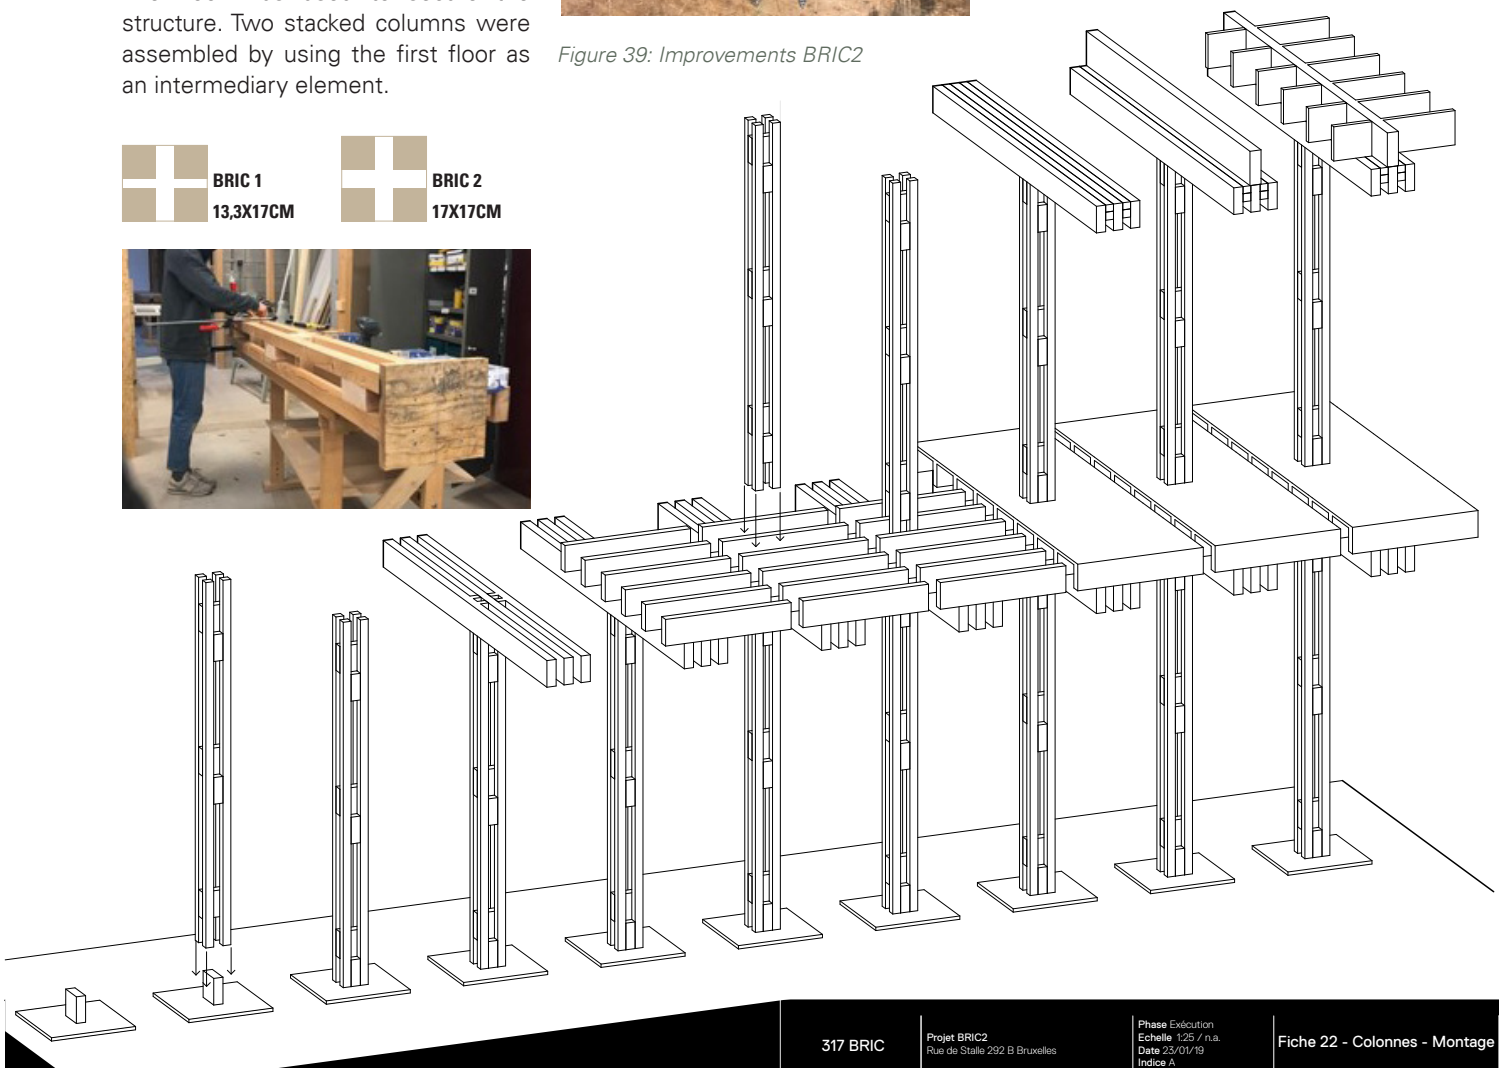 structure. Two stacked columns were
assembled by using the first floor as
an intermediary element.
Figure 39: Improvements BRIC2
BRIC 1
13,3X17CM
BRIC 2
17X17CM
317 BRIC
Projet BRIC2
Rue de Stalle 292 B Bruxelles
Phase Exécution
Echelle 1:25 / n.a.
Date 23/01/19
Indice A
Fiche 22 - Colonnes - Montage